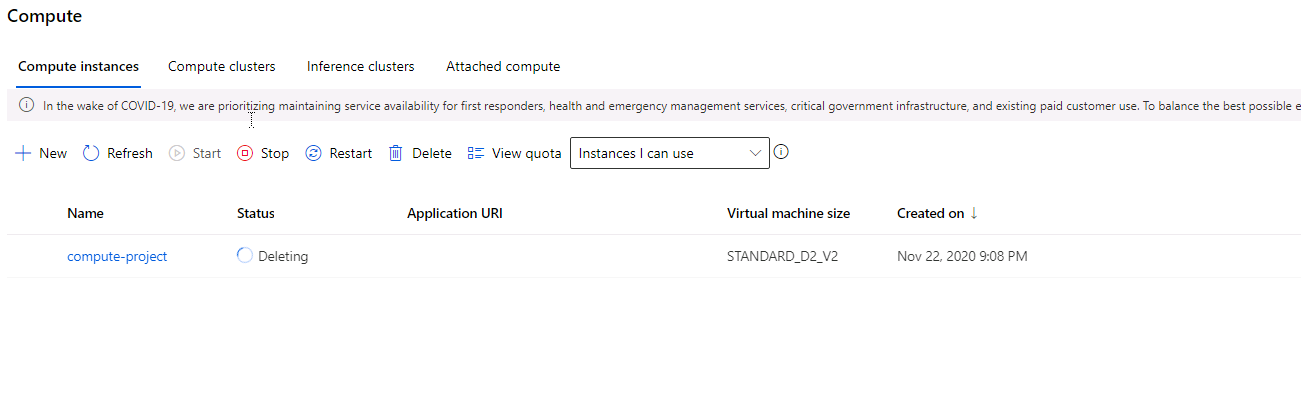 Compute
Compute instances Compute clusters Inference clusters Attached compute
In the wake of COVID-19, we are prioritizing maintaining service availability for first responders, health and emergency management services, critical government infrastructure, and existing paid customer use. To balance the best possible e
New Refresh Start Stop Restart Delete View quota Instances I can use
Name Status Application URI Virtual machine size Created on
compute-project Deleting STANDARD_D2_V2 Nov 22, 2020 9:08 PM